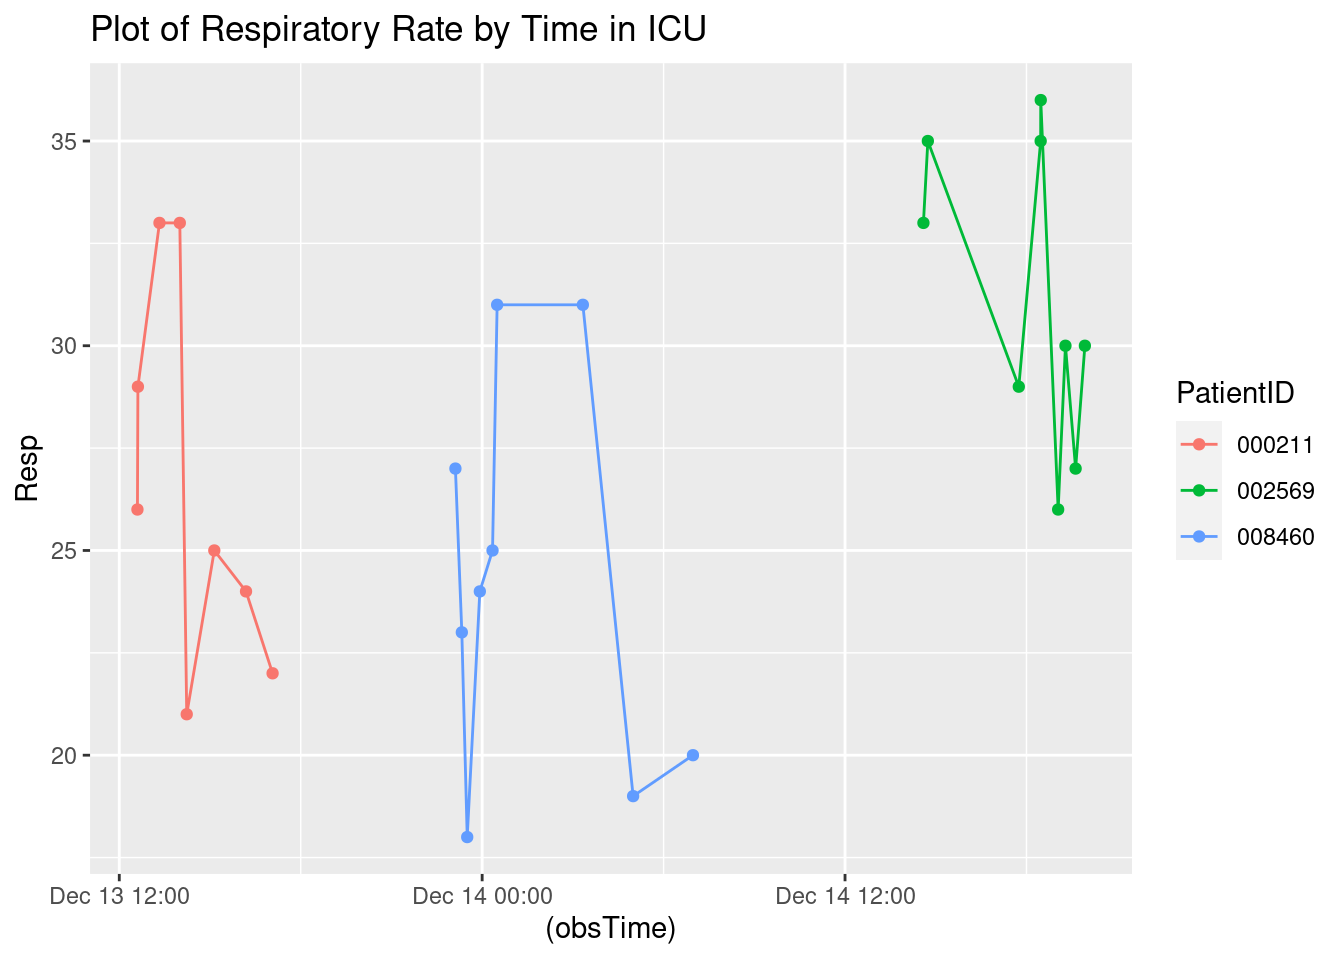 Plot of Respiratory Rate by Time in ICU
35
30
25
20
Resp
Dec 13 12:00
Dec 14 00:00
Dec 14 12:00
(obsTime)
PatientID
000211
002569
008460